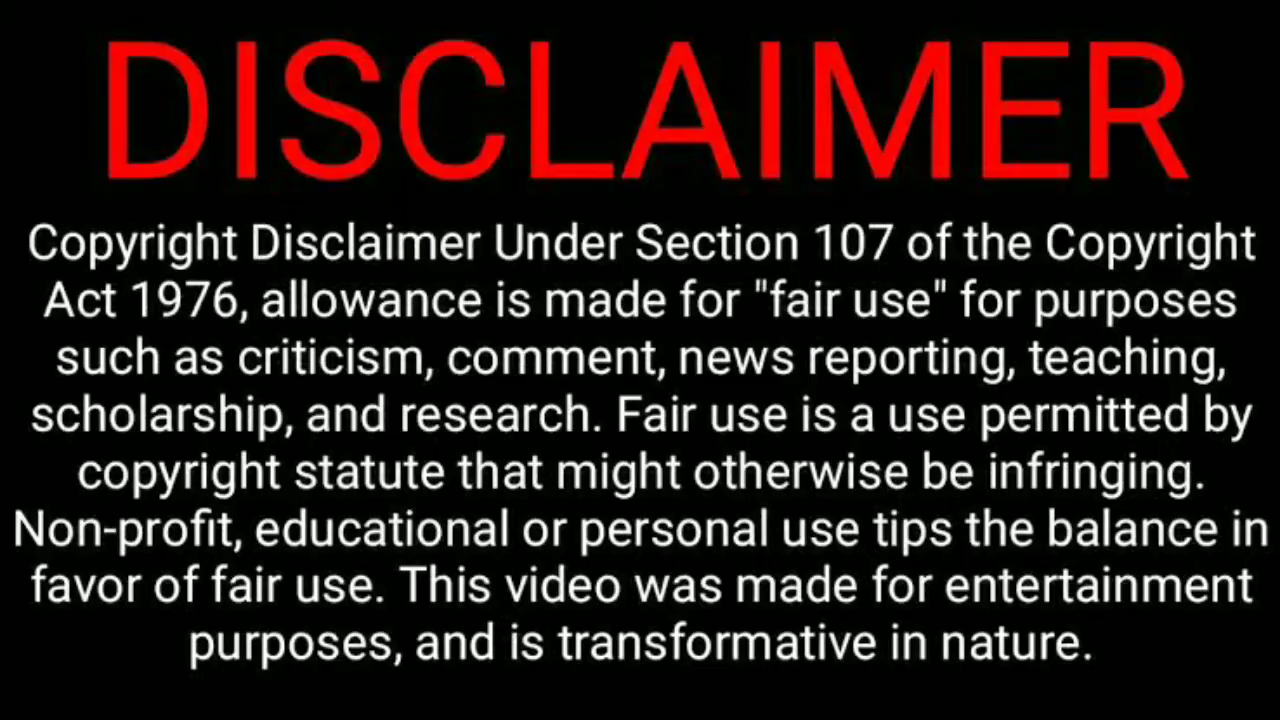 DISCLAIMER
Copyright Disclaimer Under Section 107 of the Copyright
Act 1976, allowance is made for "fair use" for purposes
such as criticism, comment, news reporting, teaching,
scholarship, and research. Fair use is a use permitted by
copyright statute that might otherwise be infringing.
Non-profit, educational or personal use tips the balance in
favor of fair use. This video was made for entertainment
purposes, and is transformative in nature.